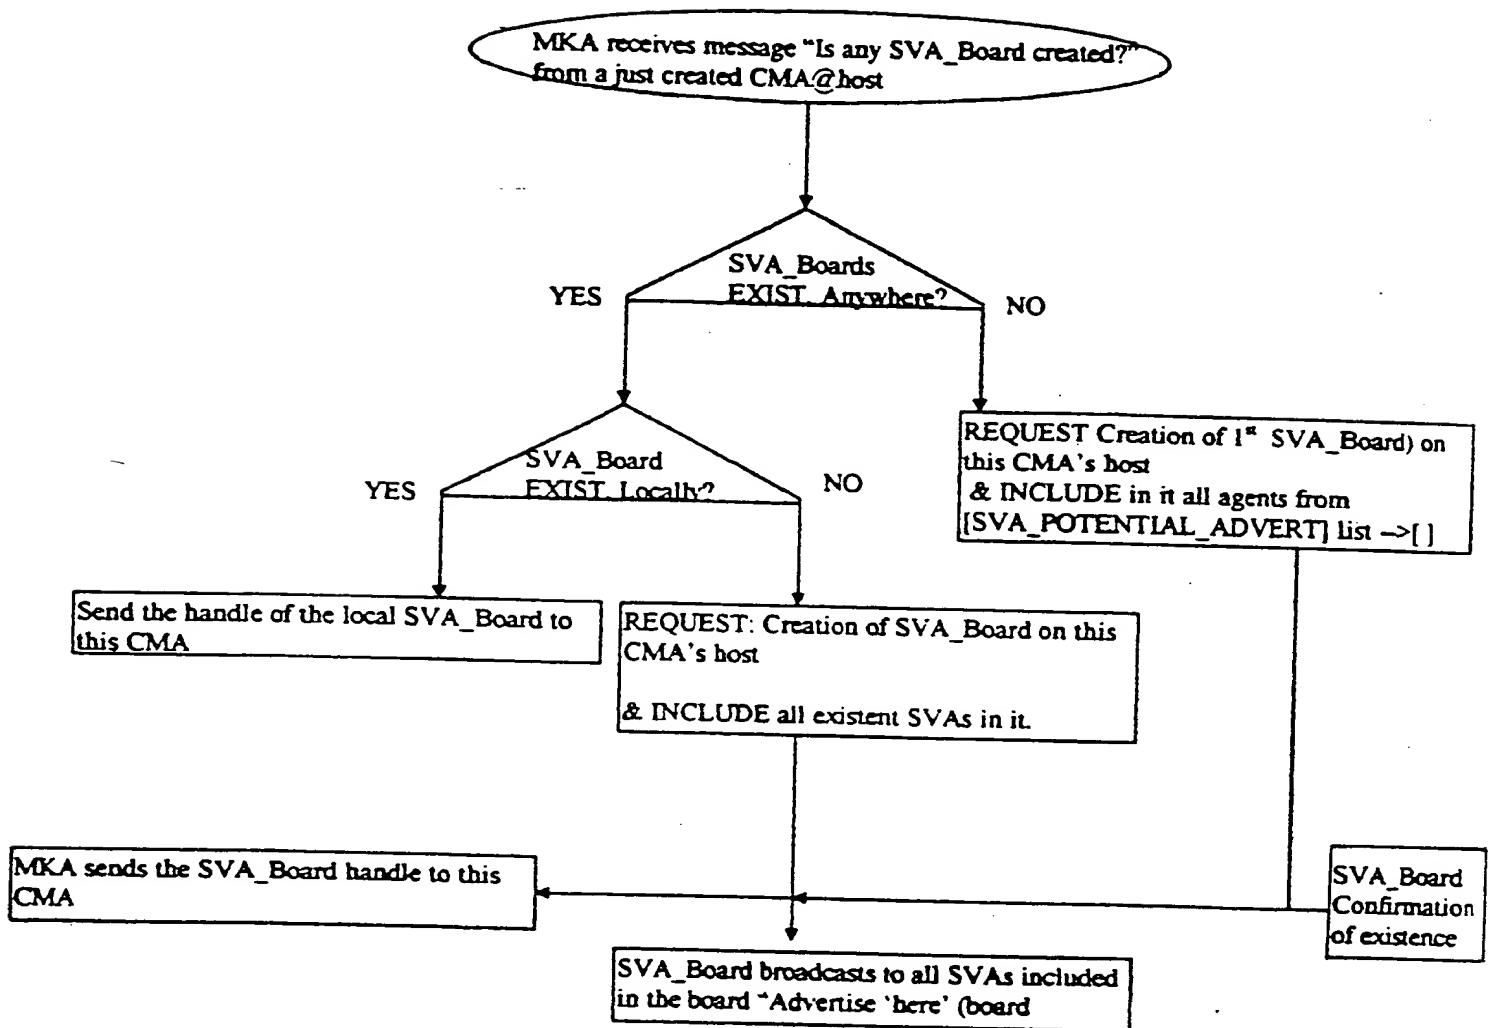 MKA receives message "Is any SVA_Board created?"
from a just created CMA@host
SVA_Boards
EXIST Anywhere?
YES
NO
SVA_Board
EXIST Locally?
YES
NO
REQUEST Creation of 1st SVA_Board) on
this CMA's host
& INCLUDE in it all agents from
[SVA_POTENTIAL_ADVERT] list -->[ ]
Send the handle of the local SVA_Board to
this CMA
REQUEST: Creation of SVA_Board on this
CMA's host
& INCLUDE all existent SVAs in it.
MKA sends the SVA_Board handle to this
CMA
SVA_Board
Confirmation
of existence
SVA_Board broadcasts to all SVAs included
in the board "Advertise 'here' (board